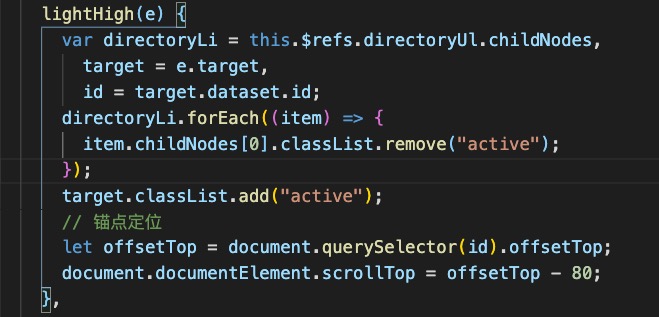 lightHigh(e) {
var directoryLi = this.$refs.directoryUl.childNodes,
target = e.target,
id = target.dataset.id;
directoryLi.forEach((item) => {
item.childNodes[0].classList.remove("active");
});
target.classList.add("active");
// 锚点定位
let offsetTop = document.querySelector(id).offsetTop;
document.documentElement.scrollTop = offsetTop - 80;
},